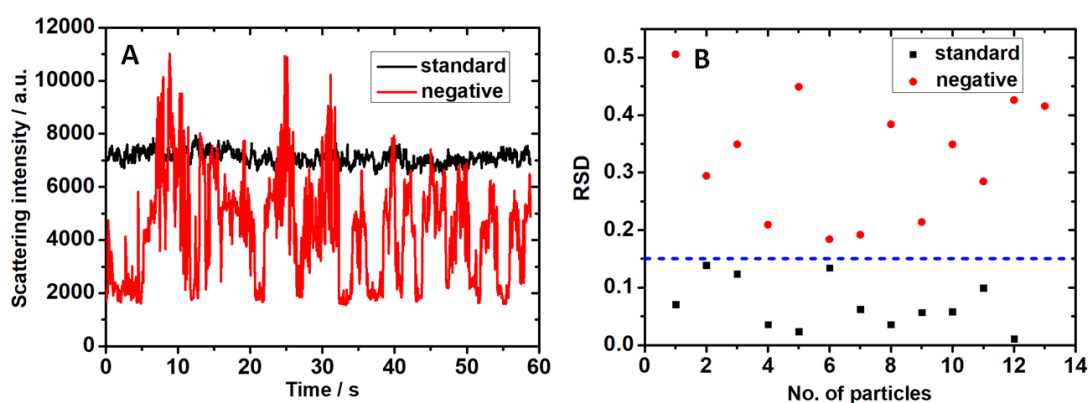 A
standard
negative
Scattering intensity / a.u.
12000
10000
8000
6000
4000
2000
0
0 10 20 30 40 50 60
Time / s
B
standard
negative
RSD
0.5
0.4
0.3
0.2
0.1
0.0
0 2 4 6 8 10 12 14
No. of particles